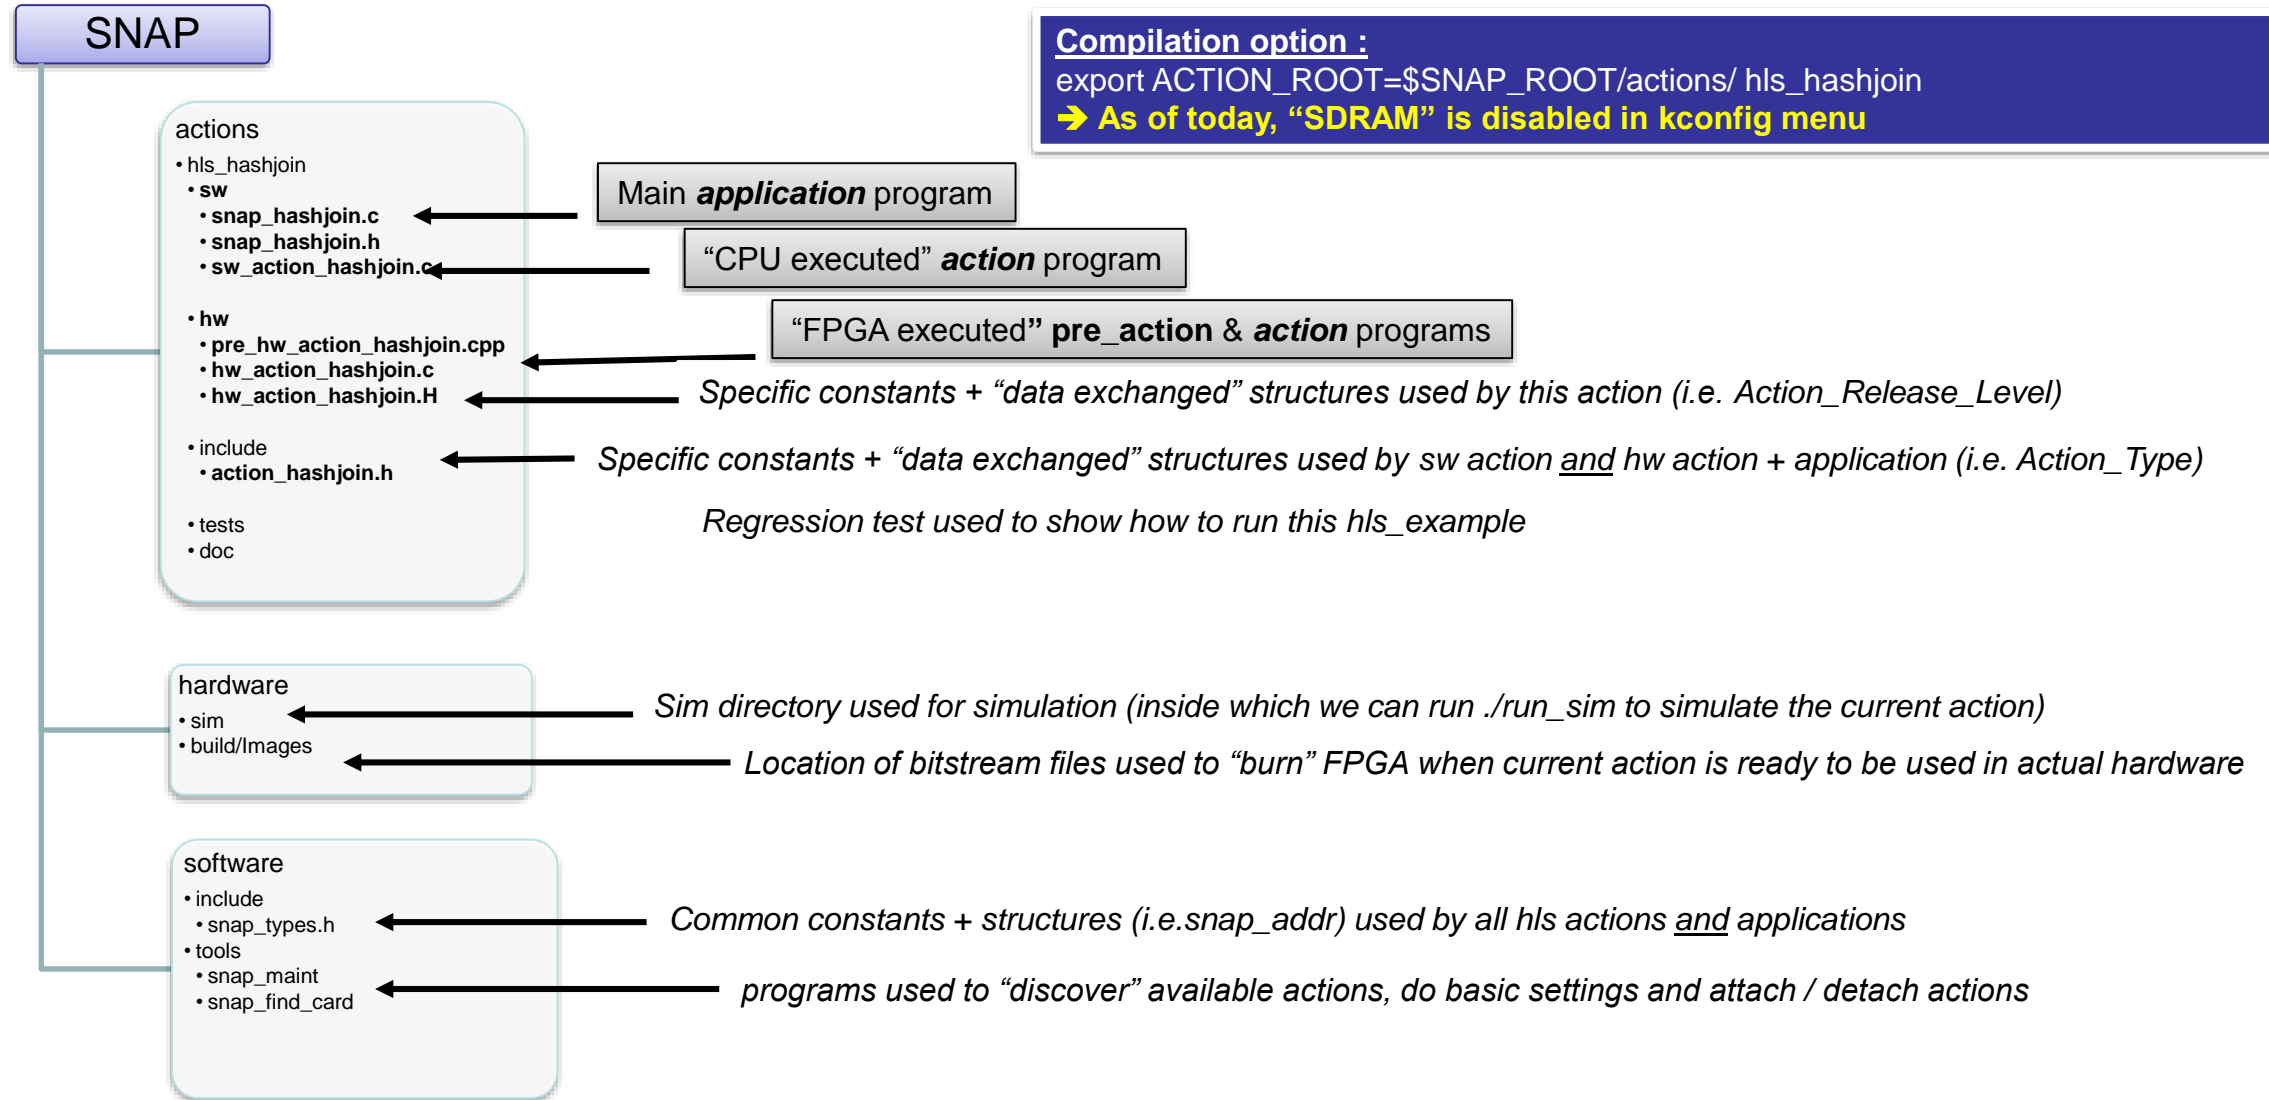 SNAP
Compilation option :
export ACTION_ROOT=$SNAP_ROOT/actions/ hls_hashjoin
➔ As of today, “SDRAM” is disabled in kconfig menu
actions
• hls_hashjoin
• sw
• snap_hashjoin.c
• snap_hashjoin.h
• sw_action_hashjoin.c
• hw
• pre_hw_action_hashjoin.cpp
• hw_action_hashjoin.c
• hw_action_hashjoin.H
• include
• action_hashjoin.h
• tests
• doc
Main application program
“CPU executed” action program
“FPGA executed” pre_action & action programs
Specific constants + “data exchanged” structures used by this action (i.e. Action_Release_Level)
Specific constants + “data exchanged” structures used by sw action and hw action + application (i.e. Action_Type)
Regression test used to show how to run this hls_example
hardware
• sim
• build/Images
Sim directory used for simulation (inside which we can run ./run_sim to simulate the current action)
Location of bitstream files used to “burn” FPGA when current action is ready to be used in actual hardware
software
• include
• snap_types.h
• tools
• snap_maint
• snap_find_card
Common constants + structures (i.e.snap_addr) used by all hls actions and applications
programs used to “discover” available actions, do basic settings and attach / detach actions